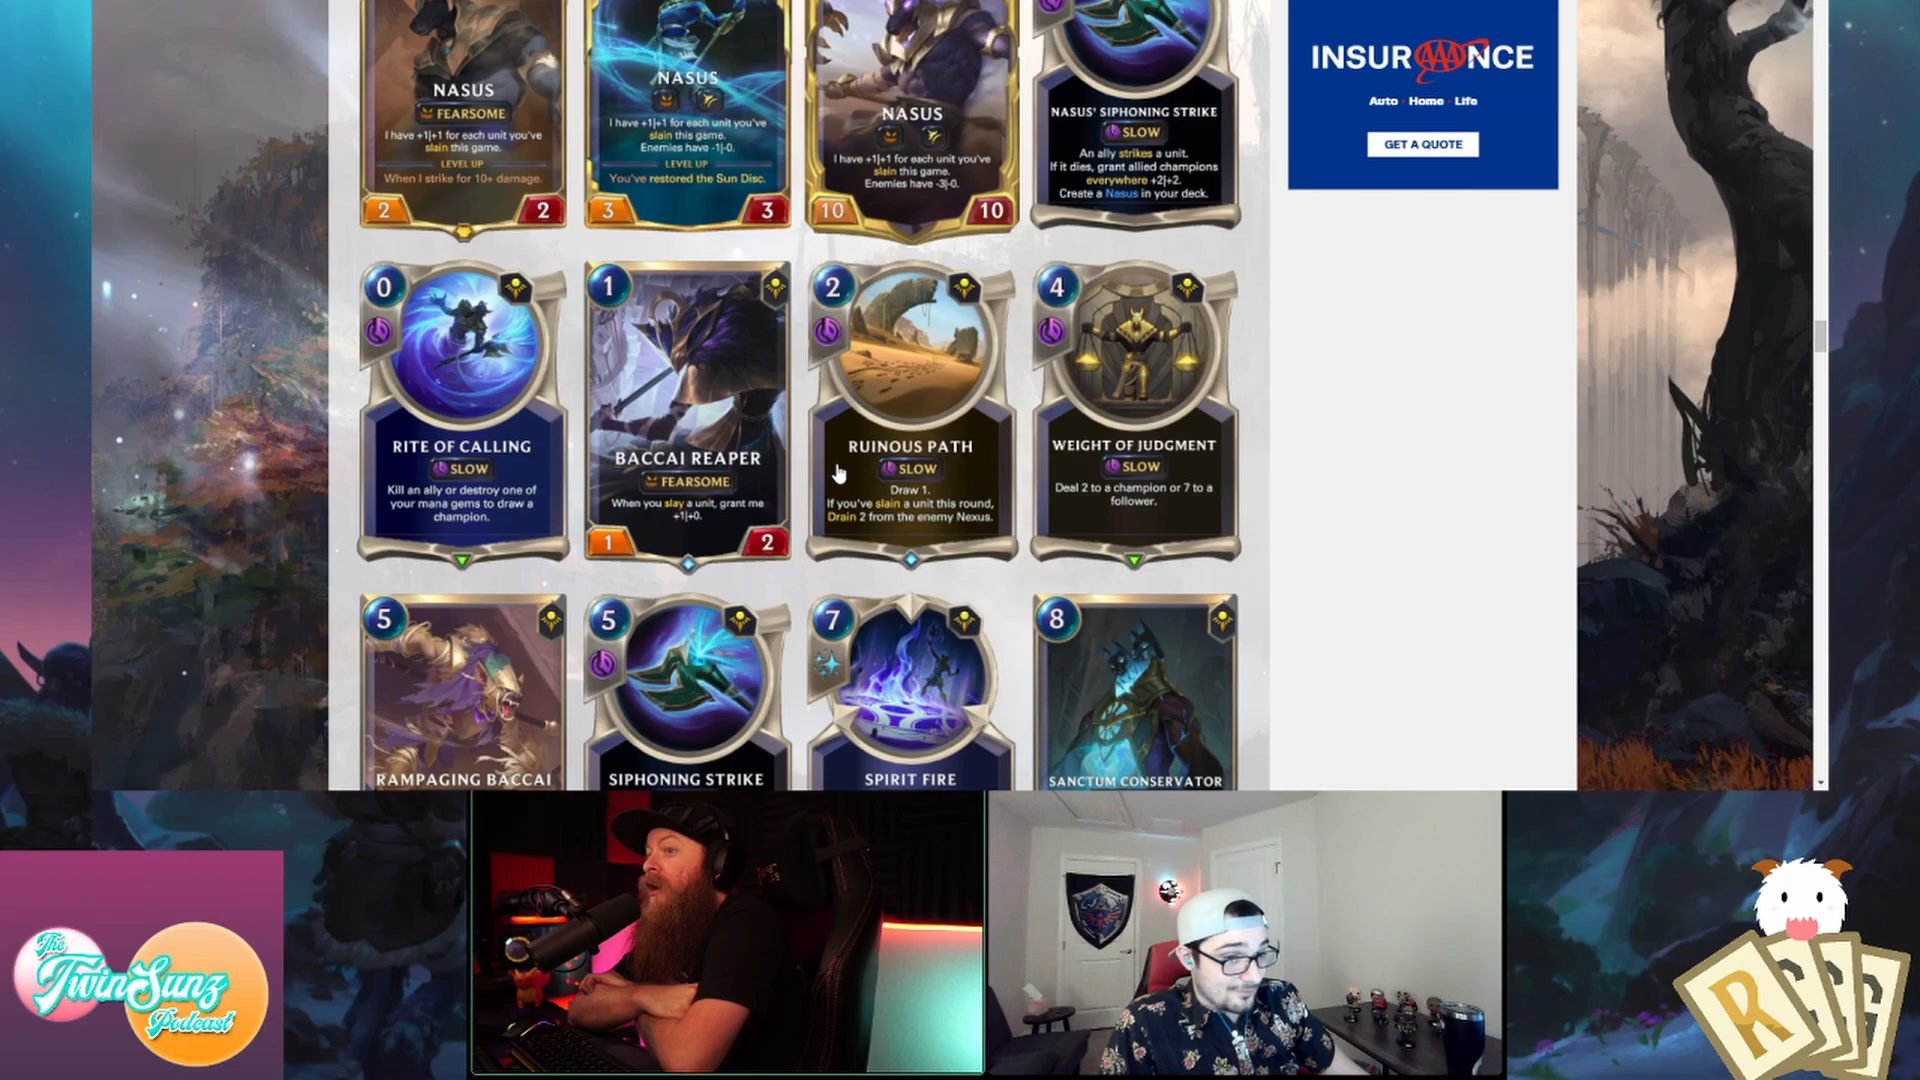 NASUS
FEARSOME
I have +1|+1 for each unit you've
slain this game.
LEVEL UP
When I strike for 10+ damage.
2
2
NASUS
I have +1|+1 for each unit you've
slain this game.
Enemies have -1|-0.
LEVEL UP
You've restored the Sun Disc.
3
3
NASUS
I have +1|+1 for each unit you've
slain this game.
Enemies have -3|-0.
10
10
NASUS' SIPHONING STRIKE
SLOW
An ally strikes a unit.
If it dies, grant allied champions
everywhere +2|+2.
Create a Nasus in your deck.
INSURAAANCE
Auto · Home · Life
GET A QUOTE
0
RITE OF CALLING
SLOW
Kill an ally or destroy one of
your mana gems to draw a
champion.
1
BACCAI REAPER
FEARSOME
When you slay a unit, grant me
+1|+0.
1
2
2
RUINOUS PATH
SLOW
Draw 1.
If you've slain a unit this round,
Drain 2 from the enemy Nexus.
4
WEIGHT OF JUDGMENT
SLOW
Deal 2 to a champion or 7 to a
follower.
5
RAMPAGING BACCAI
5
SIPHONING STRIKE
7
SPIRIT FIRE
8
SANCTUM CONSERVATOR
The
TwinSunz
Podcast
R